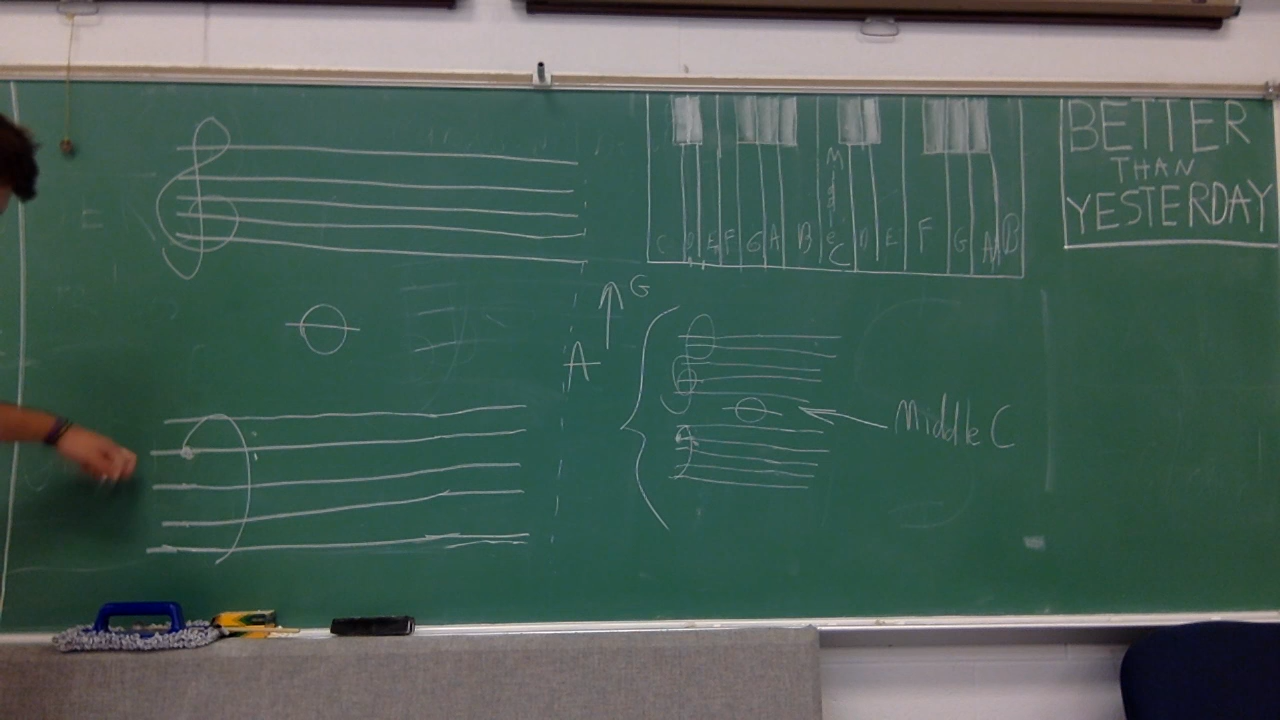 BETTER
THAN
YESTERDAY
Middle C
C D E F G A B C D E F G A B
E
G
A
Middle C